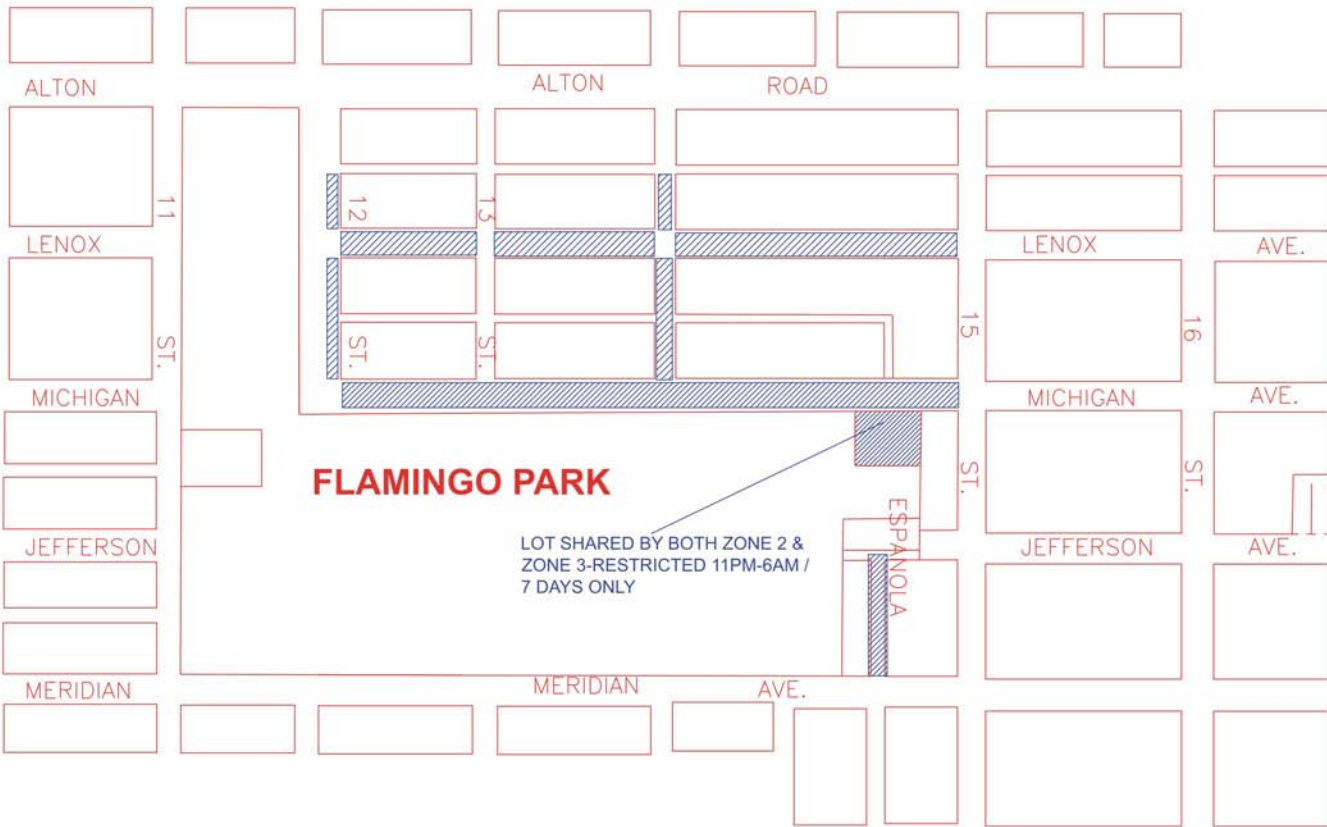 ALTON
ALTON
ROAD
11
12
13
LENOX
LENOX
AVE.
15
16
ST.
ST.
ST.
MICHIGAN
MICHIGAN
AVE.
FLAMINGO PARK
ST.
ST.
ESPANOLA
LOT SHARED BY BOTH ZONE 2 &
ZONE 3-RESTRICTED 11PM-6AM /
7 DAYS ONLY
JEFFERSON
JEFFERSON
AVE.
MERIDIAN
MERIDIAN
AVE.